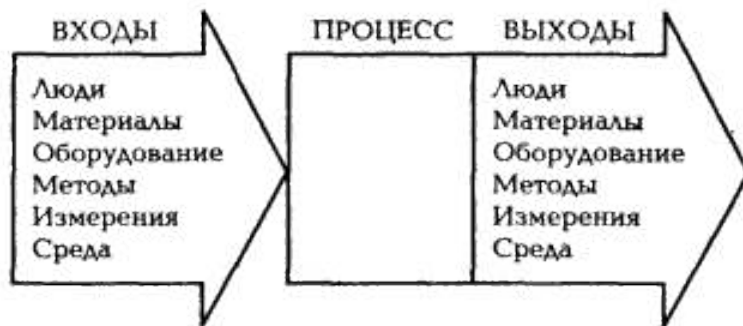 ВХОДЫ
ПРОЦЕСС
ВЫХОДЫ
Люди
Материалы
Оборудование
Методы
Измерения
Среда
Люди
Материалы
Оборудование
Методы
Измерения
Среда